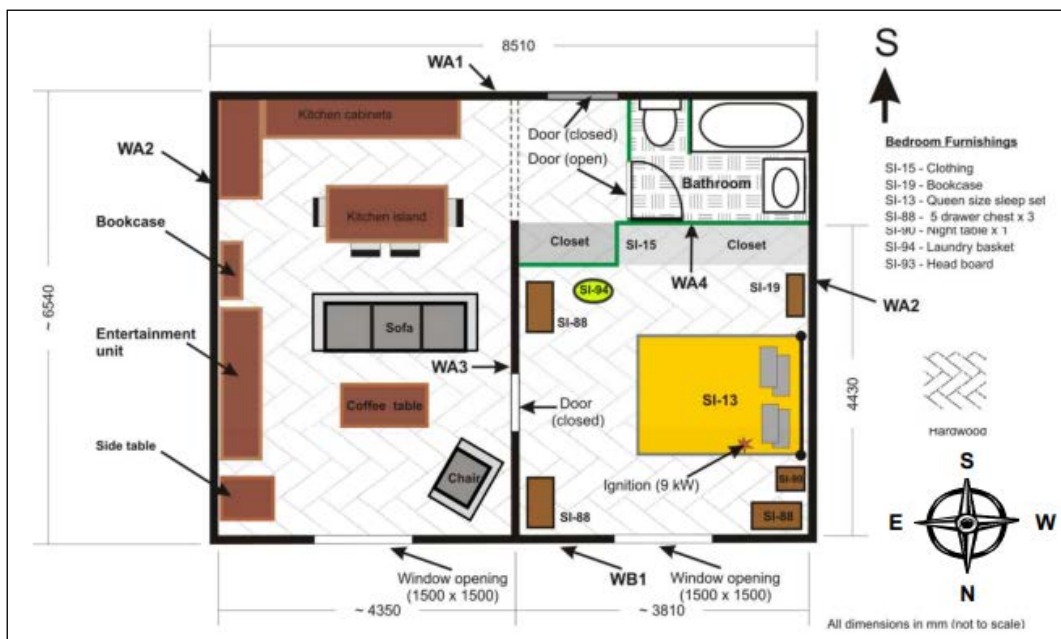 8510
S
WA1
Kitchen cabinets
Door (closed)
Door (open)
Bathroom
WA2
Bookcase
Kitchen island
Closet
SI-15
Closet
WA4
SI-94
SI-19
WA2
SI-88
~ 6540
Entertainment
unit
Sofa
WA3
SI-13
4430
Coffee table
Door
(closed)
Side table
Chair
Ignition (9 kW)
SI-90
SI-88
SI-88
Window opening
(1500 x 1500)
WB1
Window opening
(1500 x 1500)
~ 4350
~ 3810
Bedroom Furnishings
SI-15 - Clothing
SI-19 - Bookcase
SI-13 - Queen size sleep set
SI-88 - 5 drawer chest x 3
SI-90 - Night table x 1
SI-94 - Laundry basket
SI-93 - Head board
Hardwood
S
E
W
N
All dimensions in mm (not to scale)